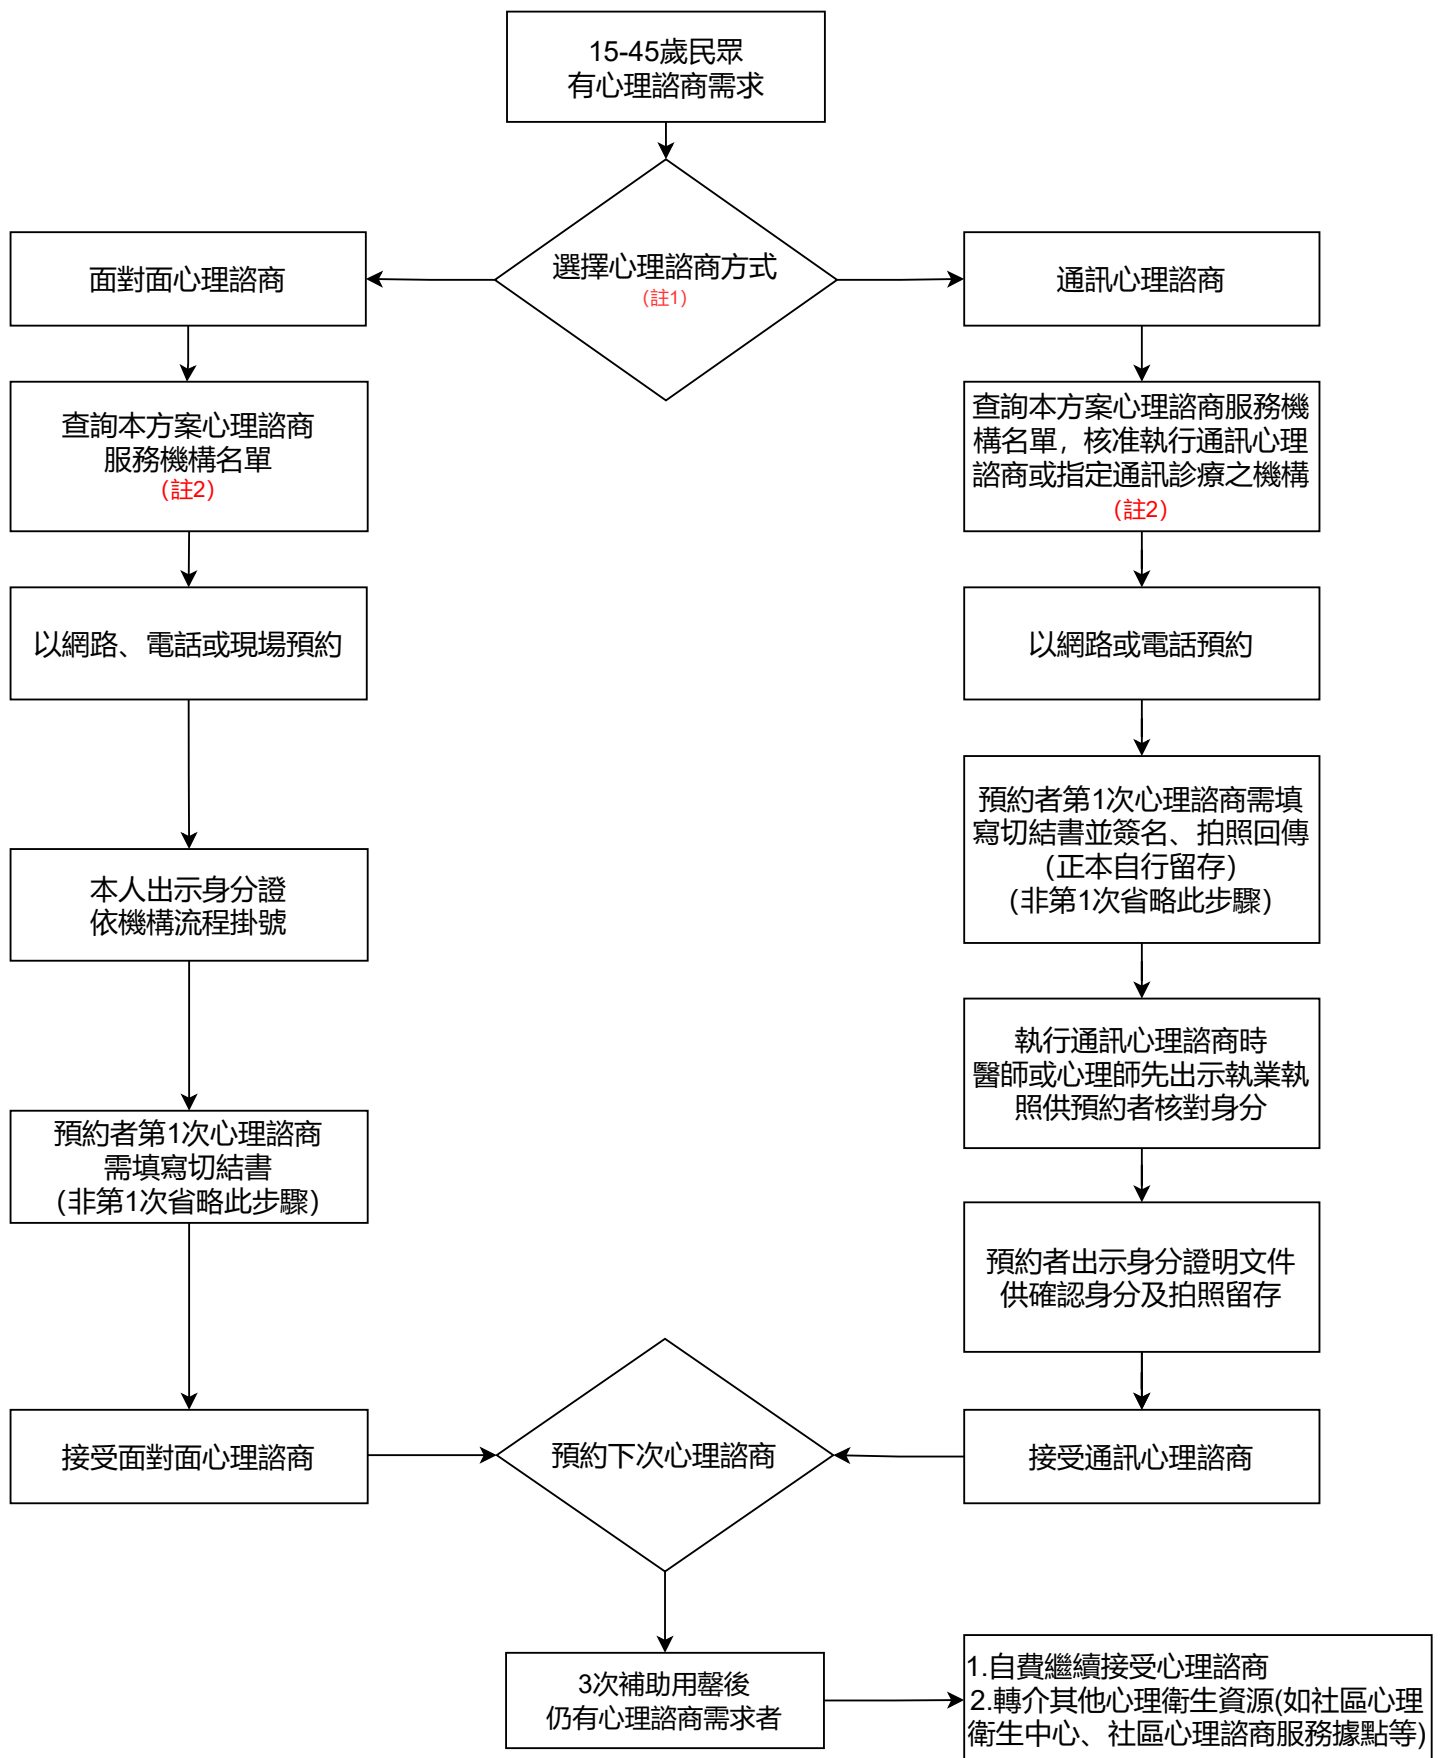 15-45歲民眾
有心理諮商需求
選擇心理諮商方式
(註1)
面對面心理諮商
查詢本方案心理諮商
服務機構名單
(註2)
以網路、電話或現場預約
本人出示身分證
依機構流程掛號
預約者第1次心理諮商
需填寫切結書
(非第1次省略此步驟)
接受面對面心理諮商
通訊心理諮商
查詢本方案心理諮商服務機
構名單，核准執行通訊心理
諮商或指定通訊診療之機構
(註2)
以網路或電話預約
預約者第1次心理諮商需填
寫切結書並簽名、拍照回傳
(正本自行留存)
(非第1次省略此步驟)
執行通訊心理諮商時
醫師或心理師先出示執業執
照供預約者核對身分
預約者出示身分證明文件
供確認身分及拍照留存
接受通訊心理諮商
預約下次心理諮商
3次補助用罄後
仍有心理諮商需求者
1.自費繼續接受心理諮商
2.轉介其他心理衛生資源(如社區心理
衛生中心、社區心理諮商服務據點等)